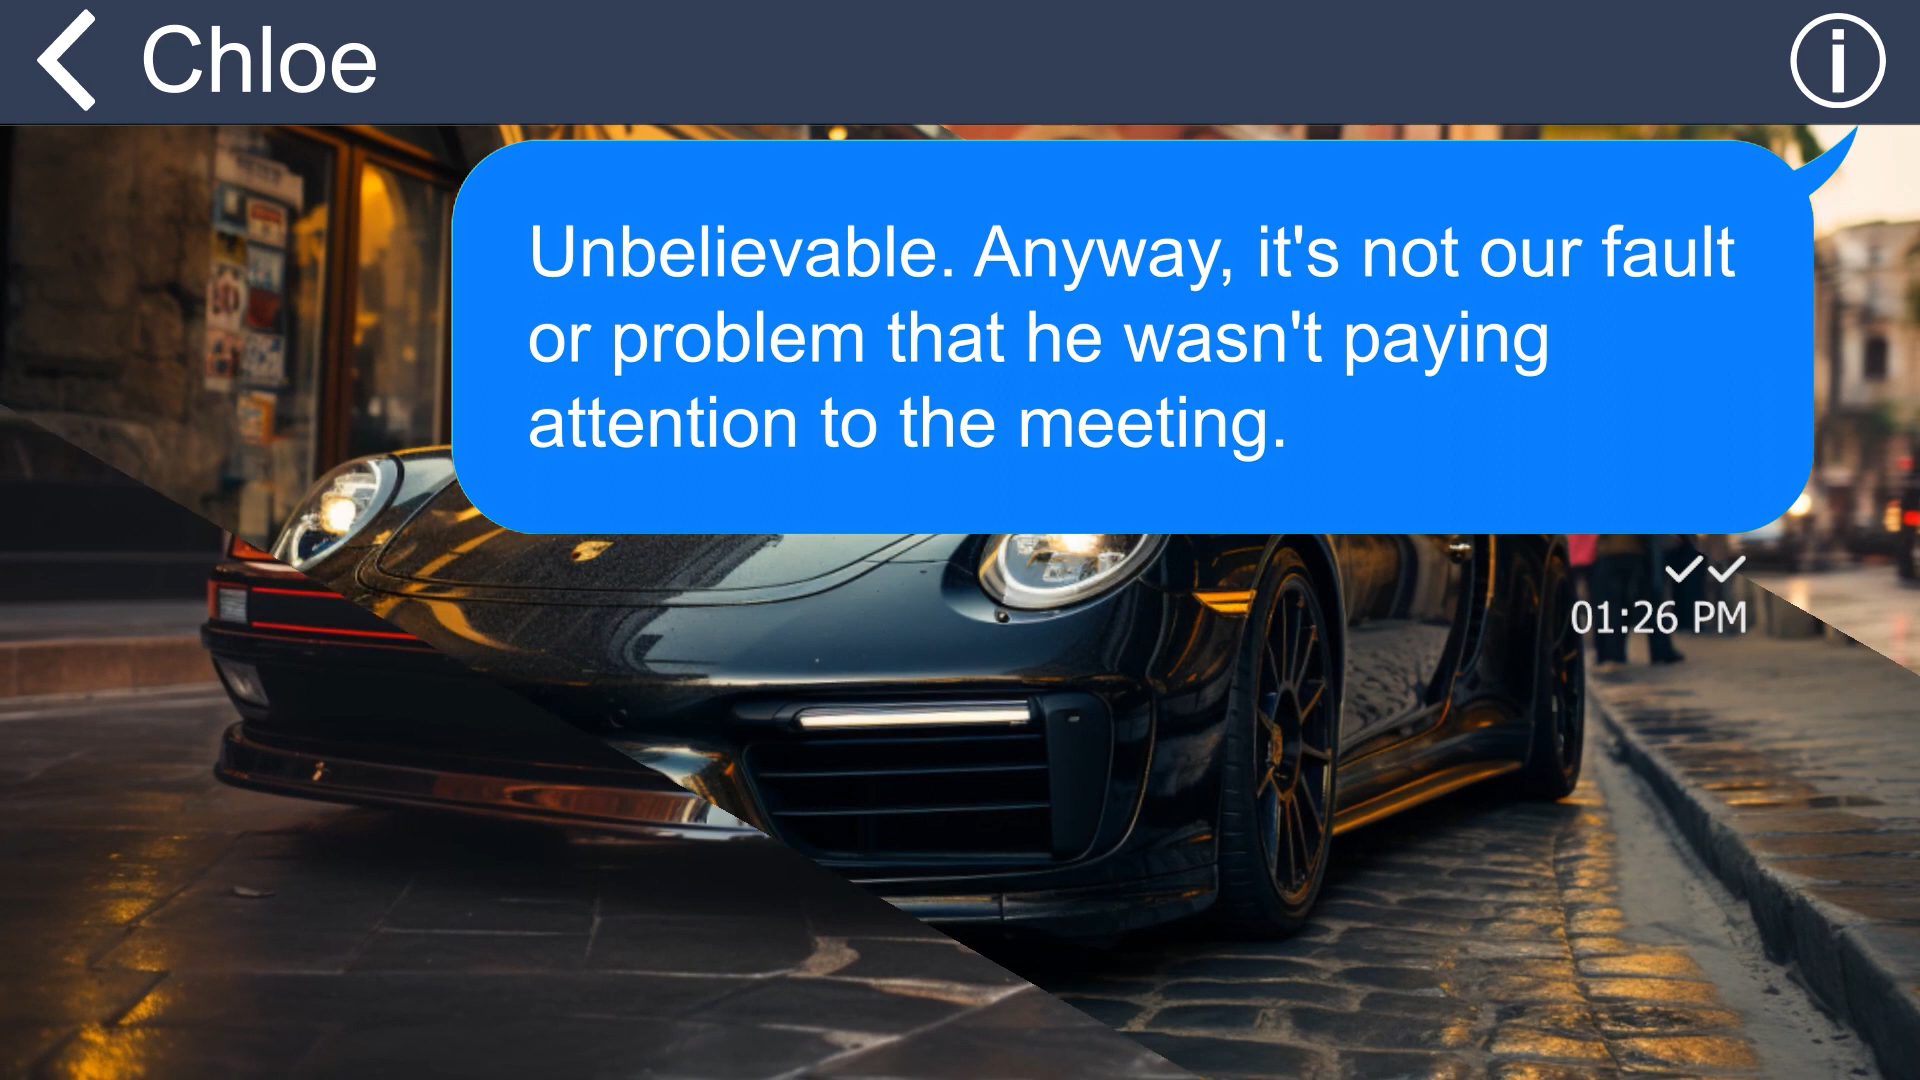 Chloe
Unbelievable. Anyway, it's not our fault
or problem that he wasn't paying
attention to the meeting.
01:26 PM